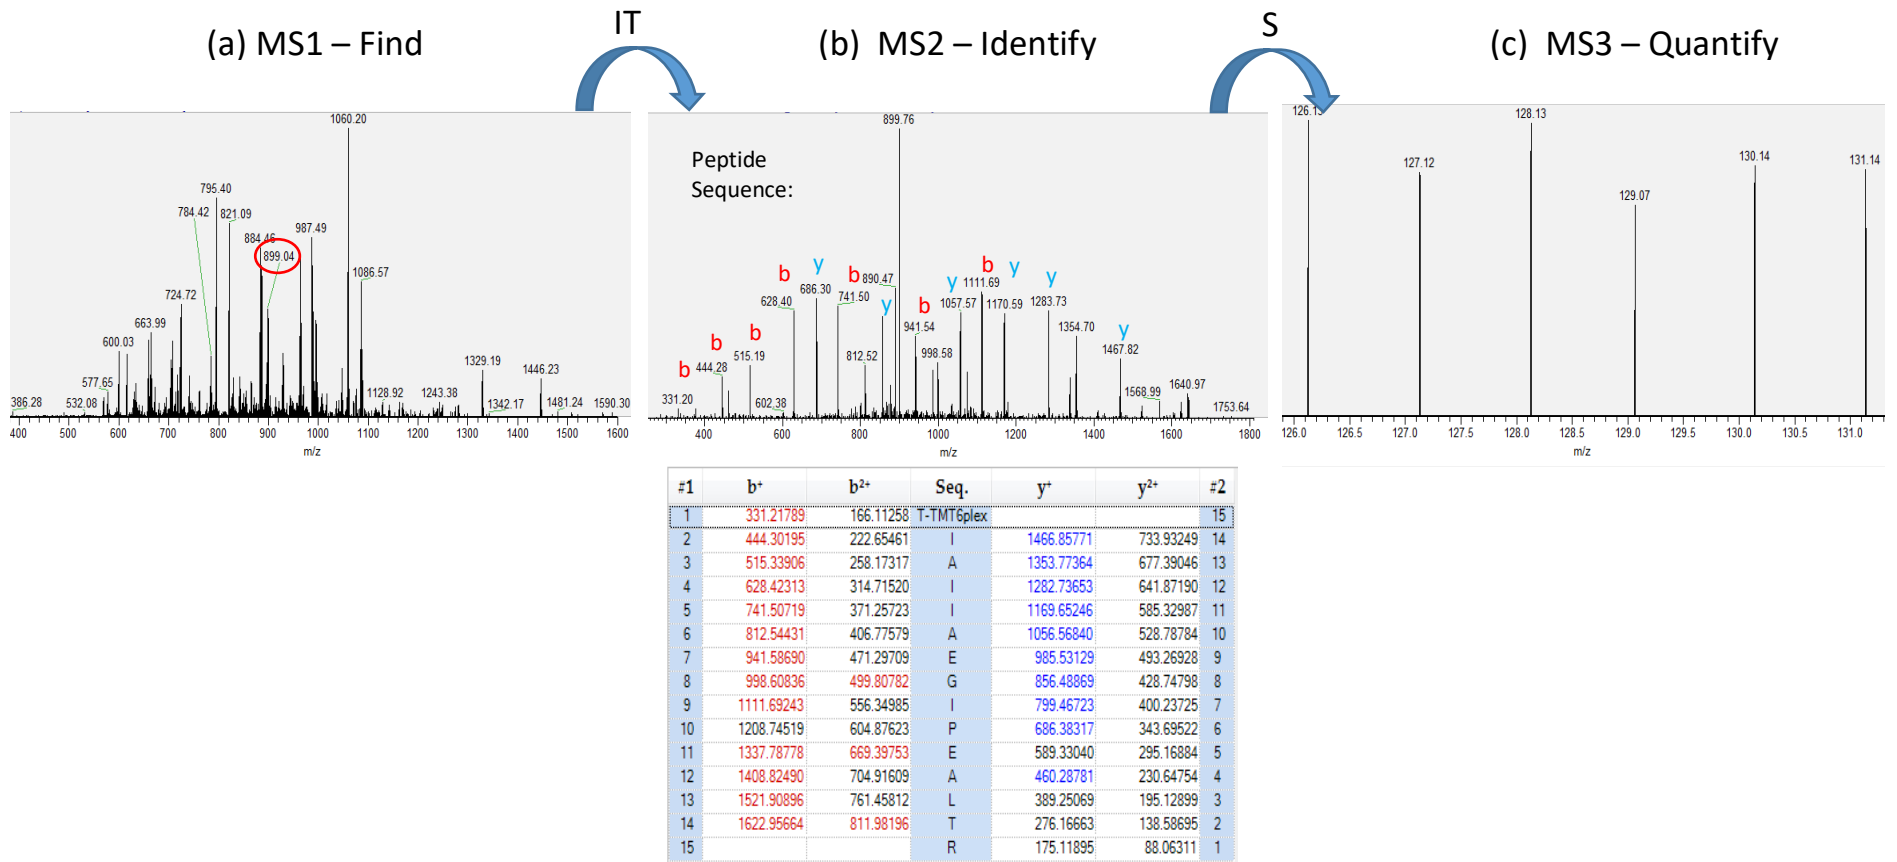 (a) MS1 – Find
IT
(b) MS2 – Identify
S
(c) MS3 – Quantify
1060.20
795.40
784.42
821.09
884.46
899.04
987.49
1086.57
724.72
663.99
600.03
577.65
386.28
532.08
1128.92
1243.38
1329.19
1342.17
1446.23
1481.24
1590.30
400 500 600 700 800 900 1000 1100 1200 1300 1400 1500 1600
m/z
899.76
Peptide
Sequence:
b
331.20
b
444.28
b
515.19
602.38
b
628.40
y
686.30
b
741.50
812.52
y
890.47
b
941.54
998.58
y
1057.57
b
1111.69
y
1170.59
y
1283.73
1354.70
y
1467.82
1568.99
1640.97
1753.64
400 600 800 1000 1200 1400 1600 1800
m/z
126.1
127.12
128.13
129.07
130.14
131.14
126.0 126.5 127.0 127.5 128.0 128.5 129.0 129.5 130.0 130.5 131.0
m/z
#1 b+ b2+ Seq. y+ y2+ #2
1 331.21789 166.11258 T-TMT6plex 15
2 444.30195 222.65461 I 1466.85771 733.93249 14
3 515.33906 258.17317 A 1353.77364 677.39046 13
4 628.42313 314.71520 I 1282.73653 641.87190 12
5 741.50719 371.25723 I 1169.65246 585.32987 11
6 812.54431 406.77579 A 1056.56840 528.78784 10
7 941.58690 471.29709 E 985.53129 493.26928 9
8 998.60836 499.80782 G 856.48869 428.74798 8
9 1111.69243 556.34985 I 799.46723 400.23725 7
10 1208.74519 604.87623 P 686.38317 343.69522 6
11 1337.78778 669.39753 E 589.33040 295.16884 5
12 1408.82490 704.91609 A 460.28781 230.64754 4
13 1521.90896 761.45812 L 389.25069 195.12899 3
14 1622.95664 811.98196 T 276.16663 138.58695 2
15 R 175.11895 88.06311 1